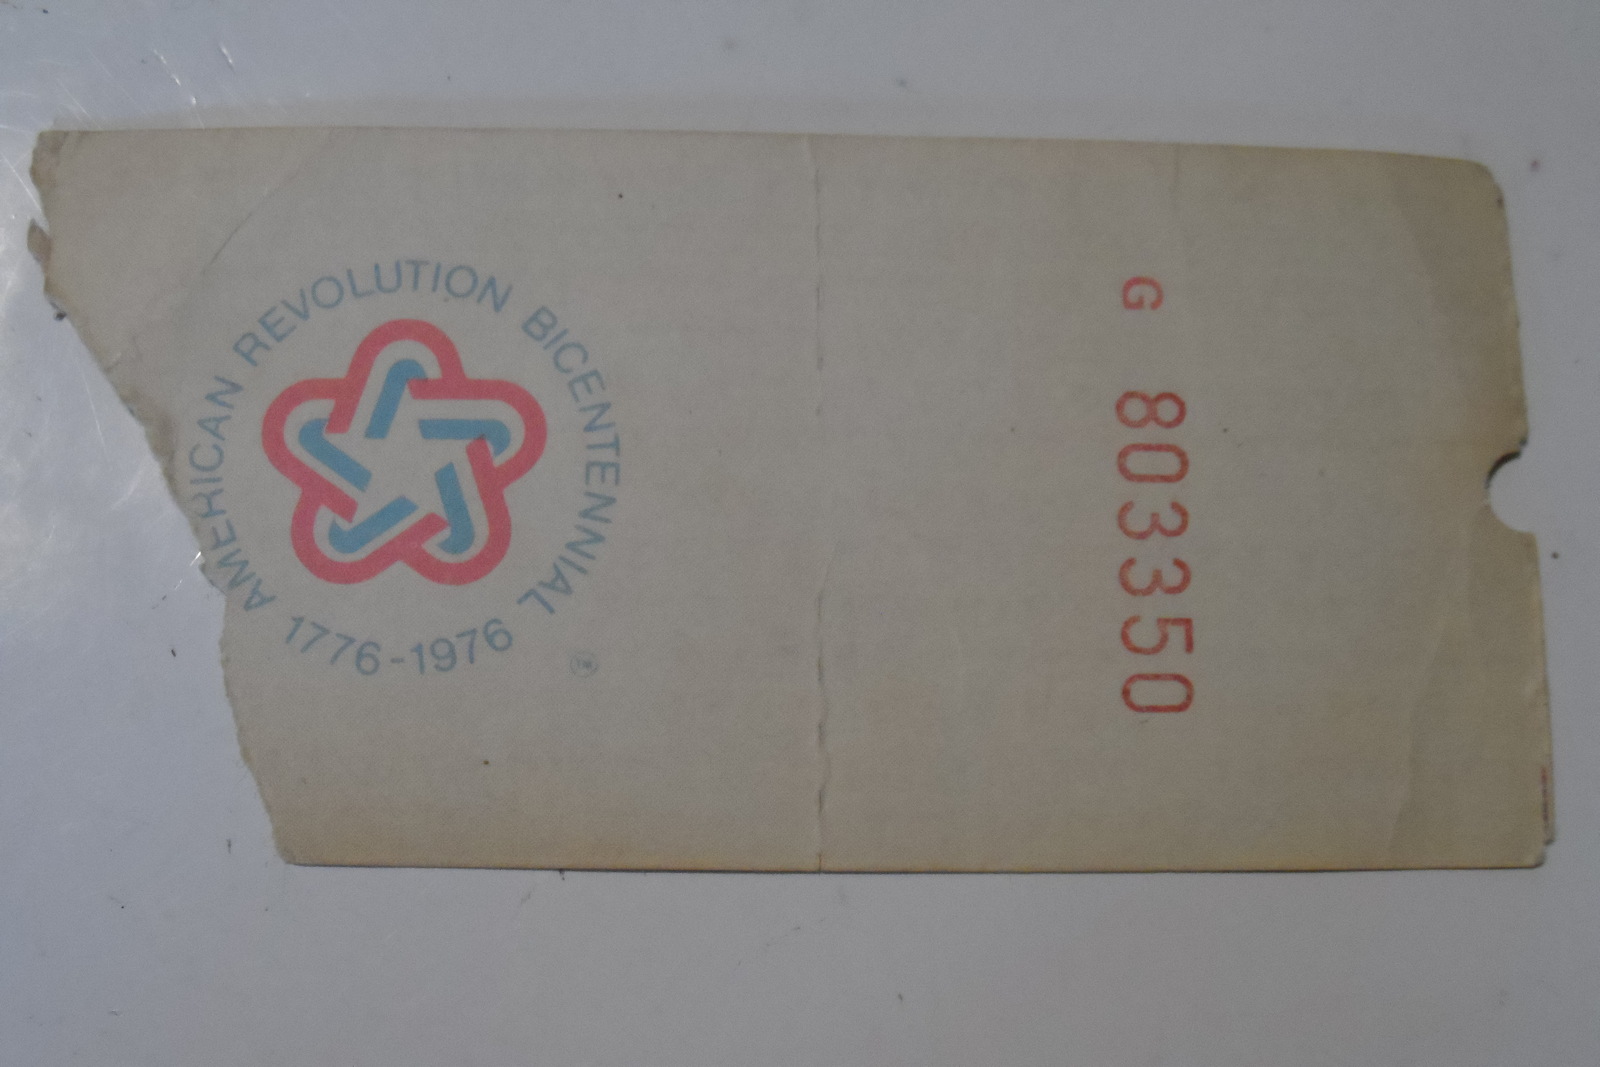 AMERICAN REVOLUTION BICENTENNIAL
1776-1976
G 803350